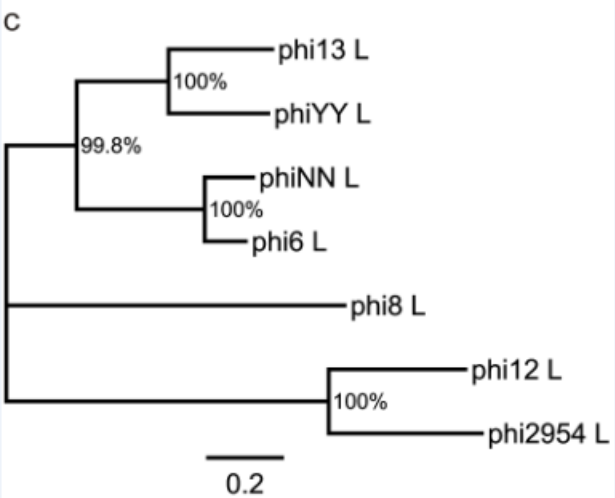 C
phi13 L
100%
phiYY L
99.8%
phiNN L
100%
phi6 L
phi8 L
phi12 L
100%
phi2954 L
0.2